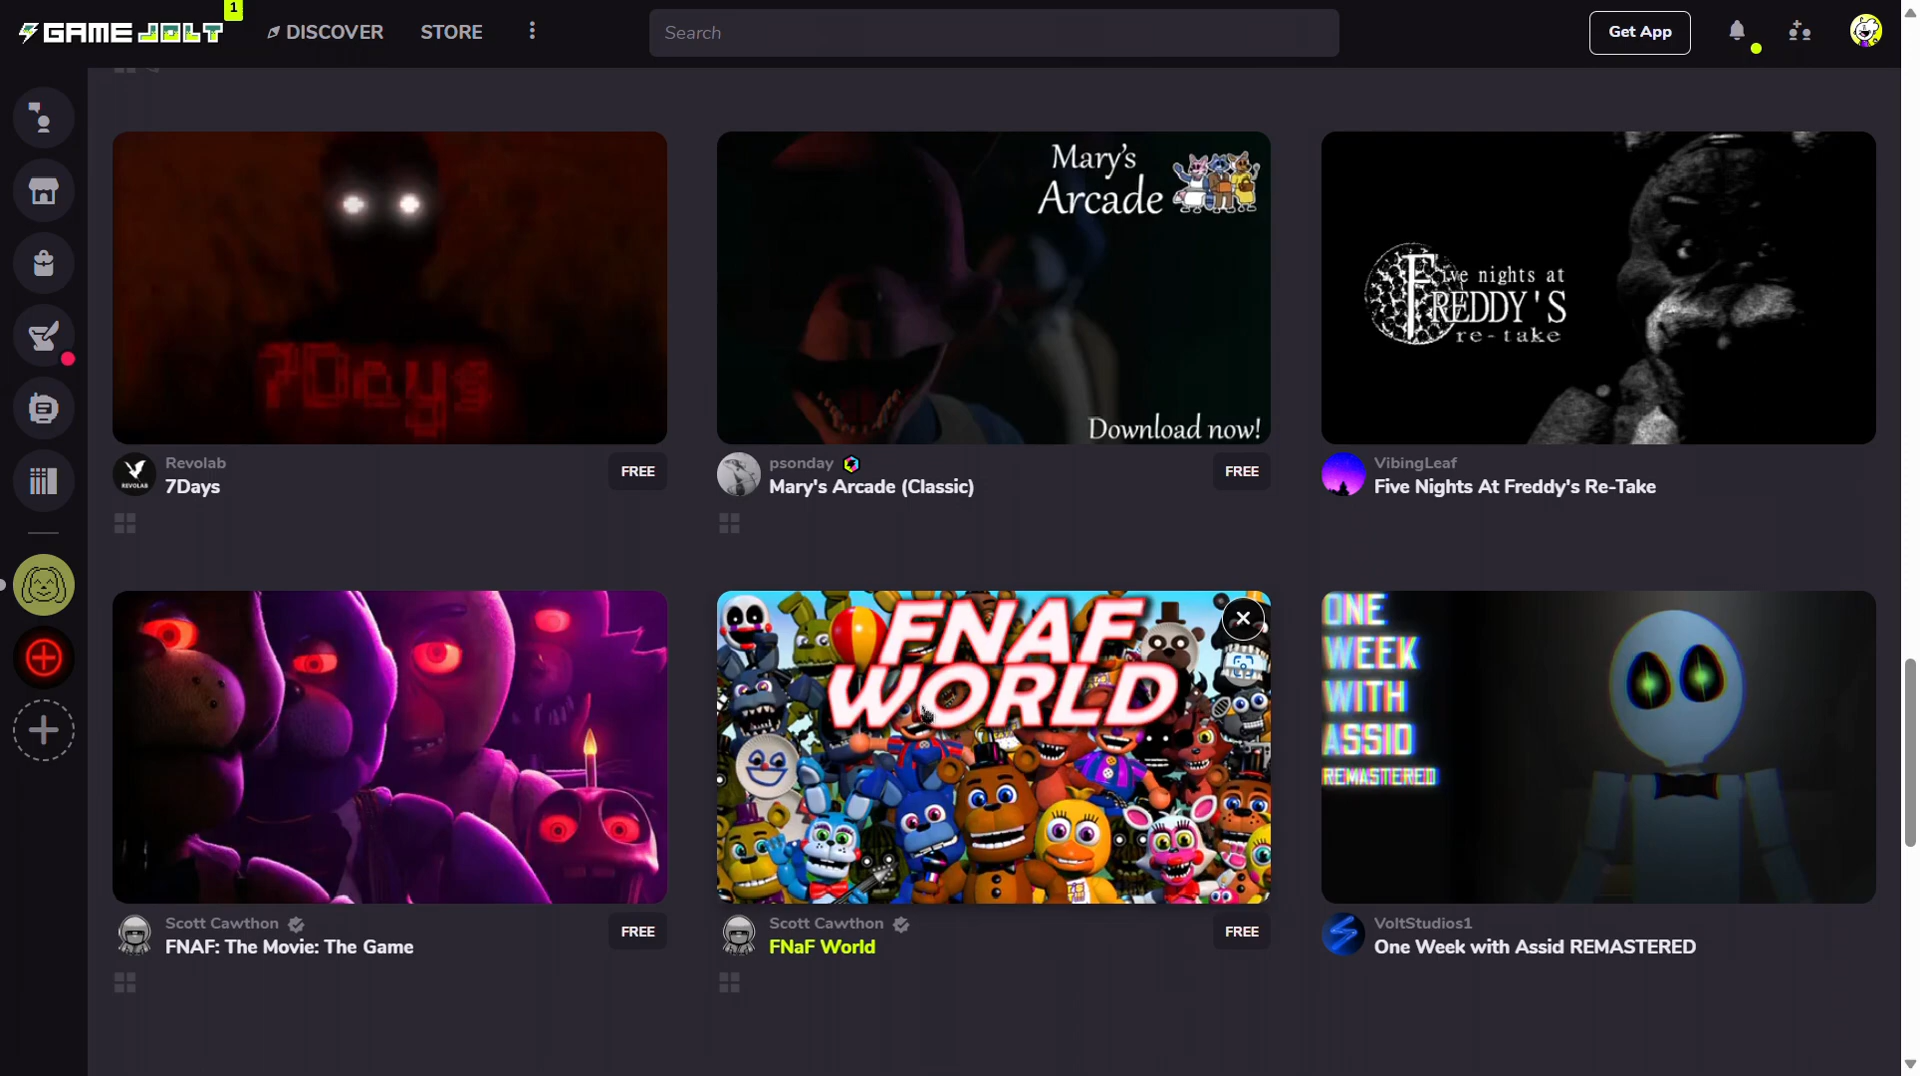 GAME JOLT
1
DISCOVER
STORE
Search
Get App
7Days
Mary's
Arcade
Download now!
Five nights at
FREDDY'S
re-take
Revolab
7Days
FREE
psonday
Mary's Arcade (Classic)
FREE
VibingLeaf
Five Nights At Freddy's Re-Take
FNAF
WORLD
ONE
WEEK
WITH
ASSID
REMASTERED
Scott Cawthon
FNAF: The Movie: The Game
FREE
Scott Cawthon
FNaF World
FREE
VoltStudios1
One Week with Assid REMASTERED